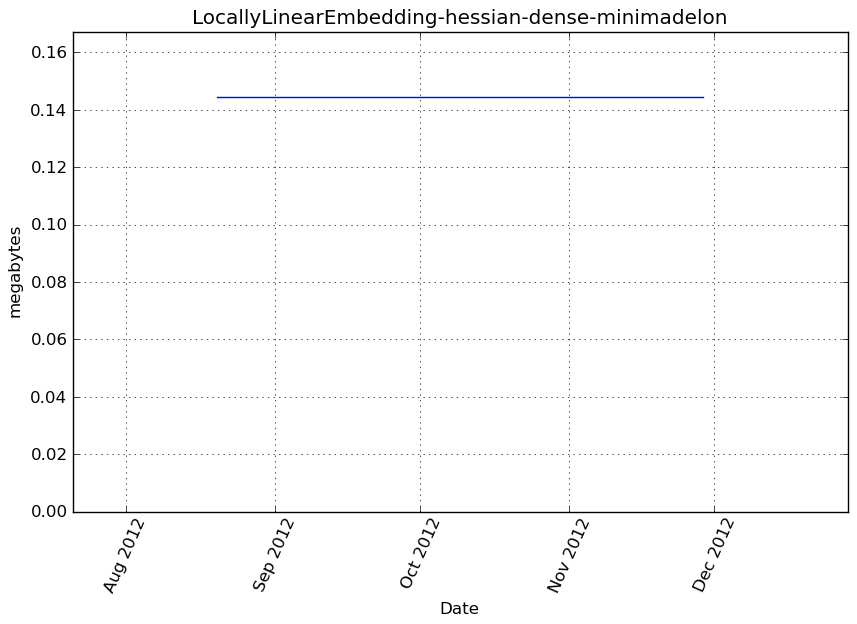 LocallyLinearEmbedding-hessian-dense-minimadelon
0.16
0.14
0.12
0.10
0.08
0.06
0.04
0.02
0.00
megabytes
Aug 2012
Sep 2012
Oct 2012
Nov 2012
Dec 2012
Date